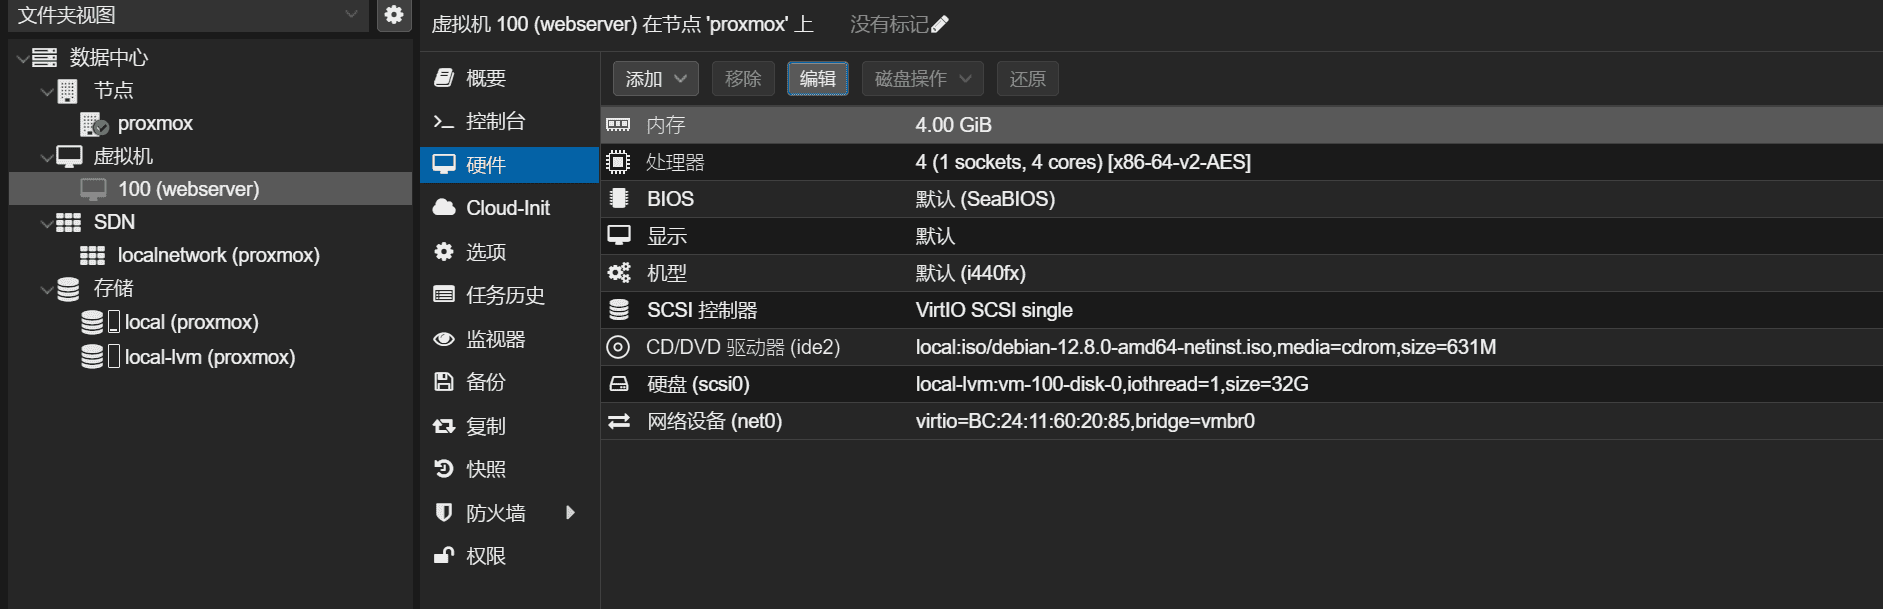 文件夹视图
数据中心
节点
proxmox
虚拟机
100 (webserver)
SDN
localnetwork (proxmox)
存储
local (proxmox)
local-lvm (proxmox)
虚拟机 100 (webserver) 在节点 'proxmox' 上 没有标记
概要
控制台
硬件
Cloud-Init
选项
任务历史
监视器
备份
复制
快照
防火墙
权限
添加 移除 编辑 磁盘操作 还原
内存 4.00 GiB
处理器 4 (1 sockets, 4 cores) [x86-64-v2-AES]
BIOS 默认 (SeaBIOS)
显示 默认
机型 默认 (i440fx)
SCSI 控制器 VirtIO SCSI single
CD/DVD 驱动器 (ide2) local:iso/debian-12.8.0-amd64-netinst.iso,media=cdrom,size=631M
硬盘 (scsi0) local-lvm:vm-100-disk-0,iothread=1,size=32G
网络设备 (net0) virtio=BC:24:11:60:20:85,bridge=vmbr0